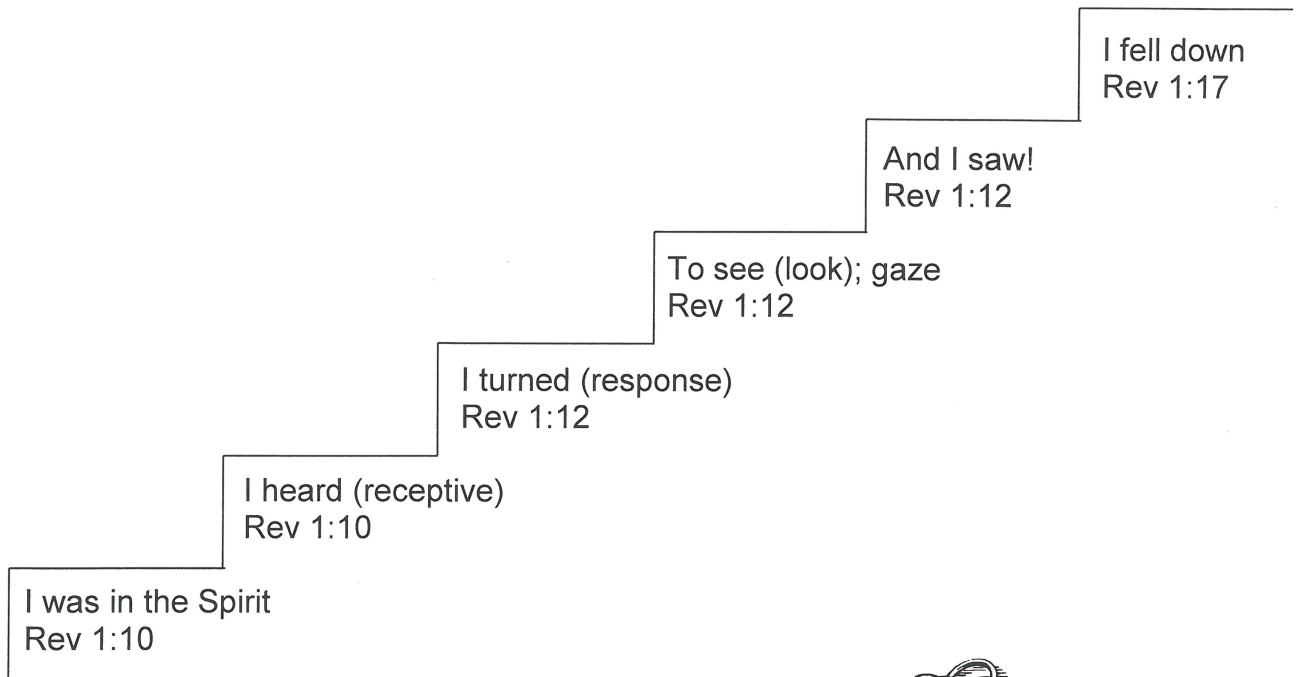 I fell down
Rev 1:17
And I saw!
Rev 1:12
To see (look); gaze
Rev 1:12
I turned (response)
Rev 1:12
I heard (receptive)
Rev 1:10
I was in the Spirit
Rev 1:10